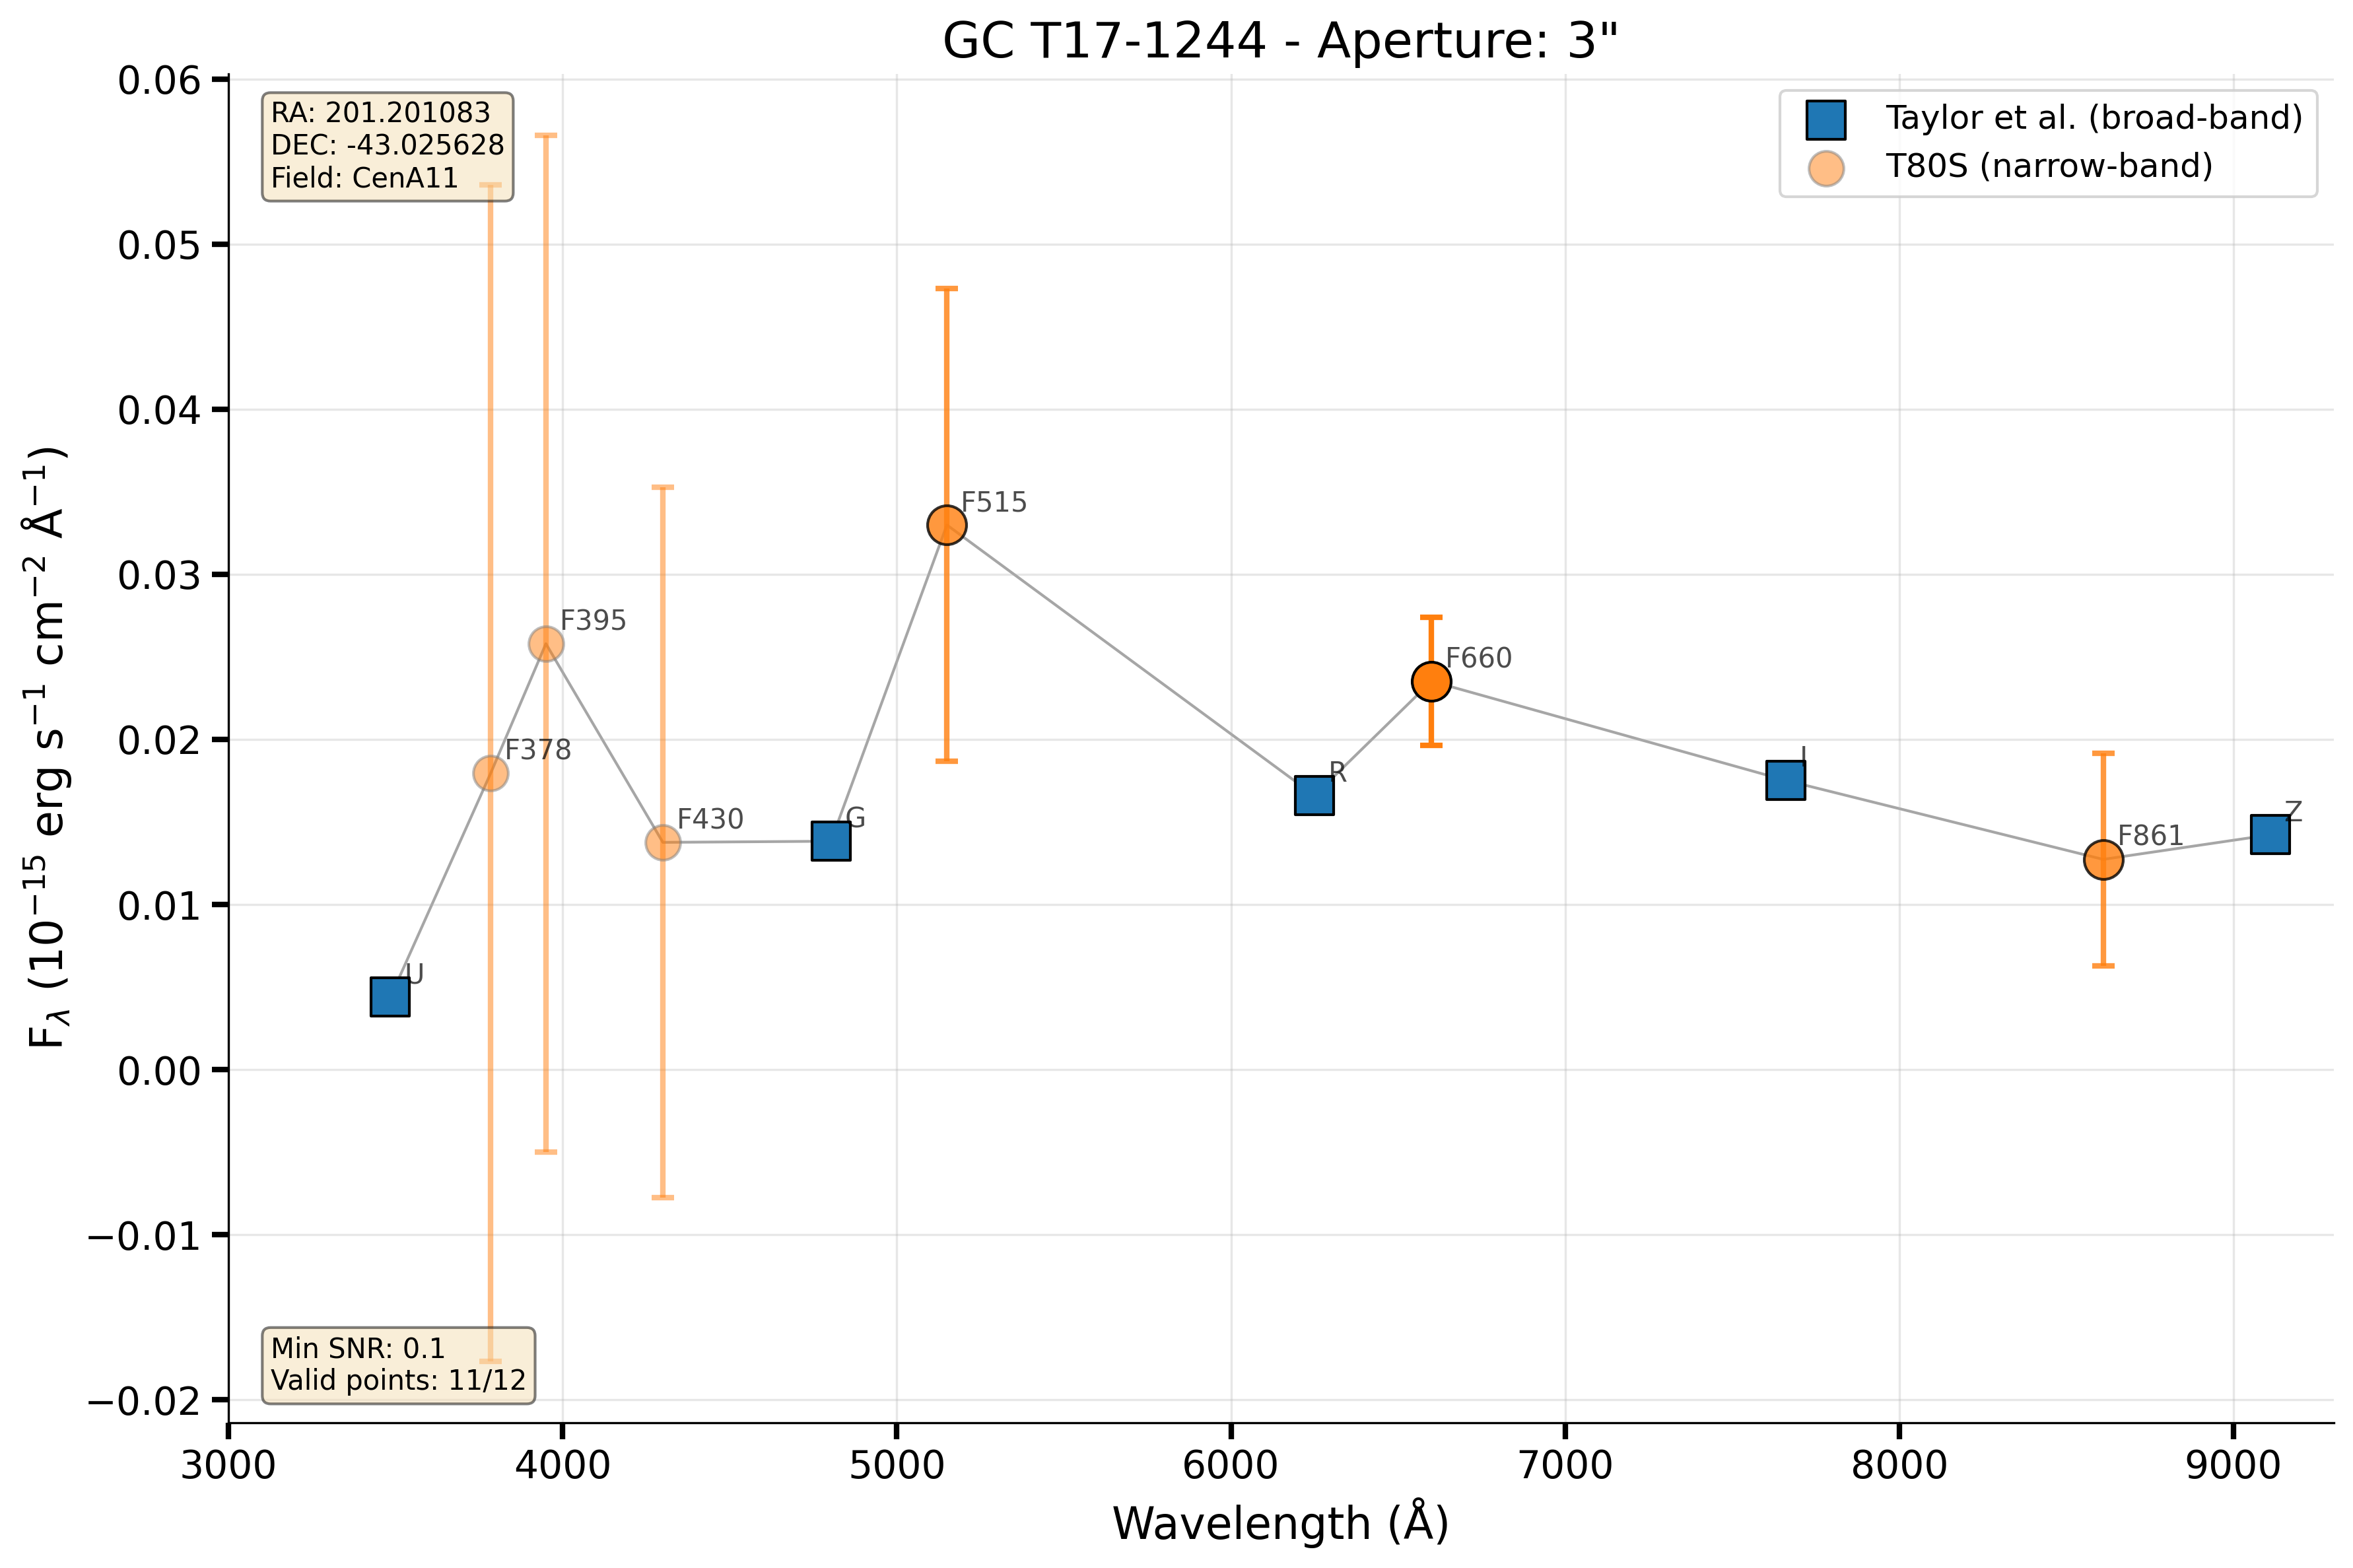 GC T17-1244 - Aperture: 3"
RA: 201.201083
DEC: -43.025628
Field: CenA11
Taylor et al. (broad-band)
T80S (narrow-band)
F_λ (10⁻¹⁵ erg s⁻¹ cm⁻² Å⁻¹)
0.06
0.05
0.04
0.03
0.02
0.01
0.00
−0.01
−0.02
U
F378
F395
F430
G
F515
R
F660
I
F861
Z
Min SNR: 0.1
Valid points: 11/12
3000 4000 5000 6000 7000 8000 9000
Wavelength (Å)